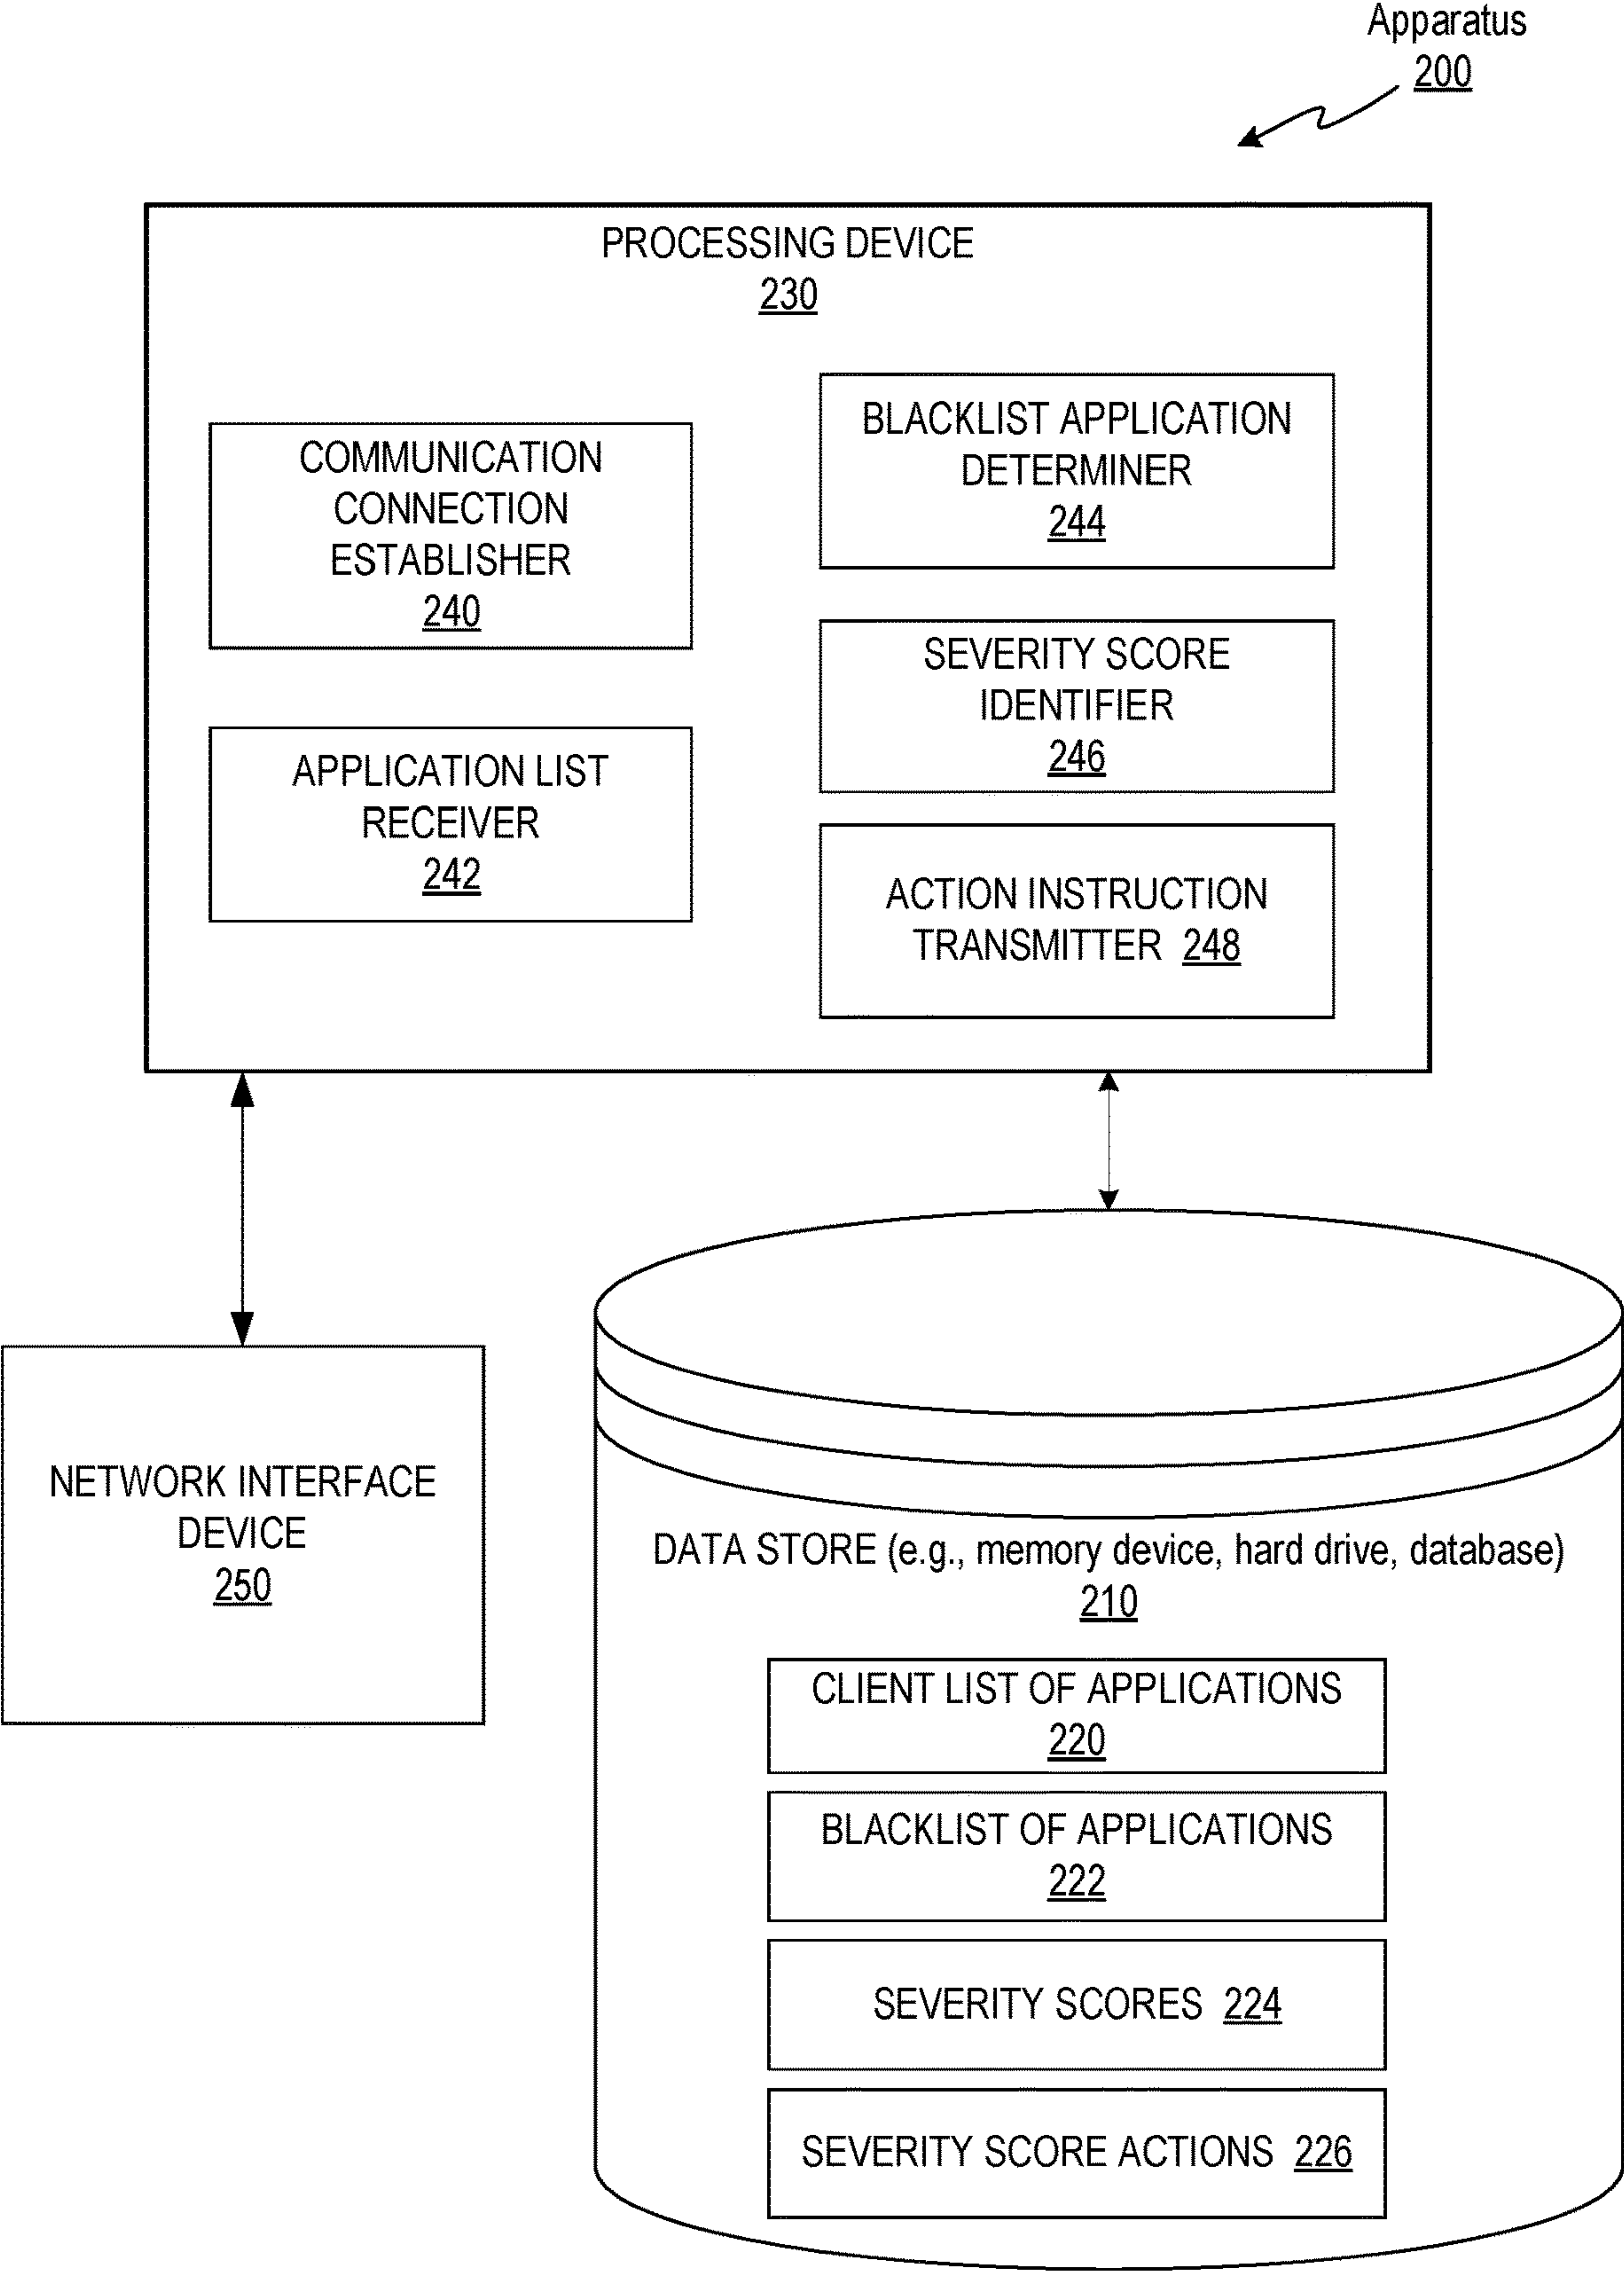 Apparatus
200
PROCESSING DEVICE
230
COMMUNICATION
CONNECTION
ESTABLISHER
240
APPLICATION LIST
RECEIVER
242
BLACKLIST APPLICATION
DETERMINER
244
SEVERITY SCORE
IDENTIFIER
246
ACTION INSTRUCTION
TRANSMITTER 248
NETWORK INTERFACE
DEVICE
250
DATA STORE (e.g., memory device, hard drive, database)
210
CLIENT LIST OF APPLICATIONS
220
BLACKLIST OF APPLICATIONS
222
SEVERITY SCORES 224
SEVERITY SCORE ACTIONS 226